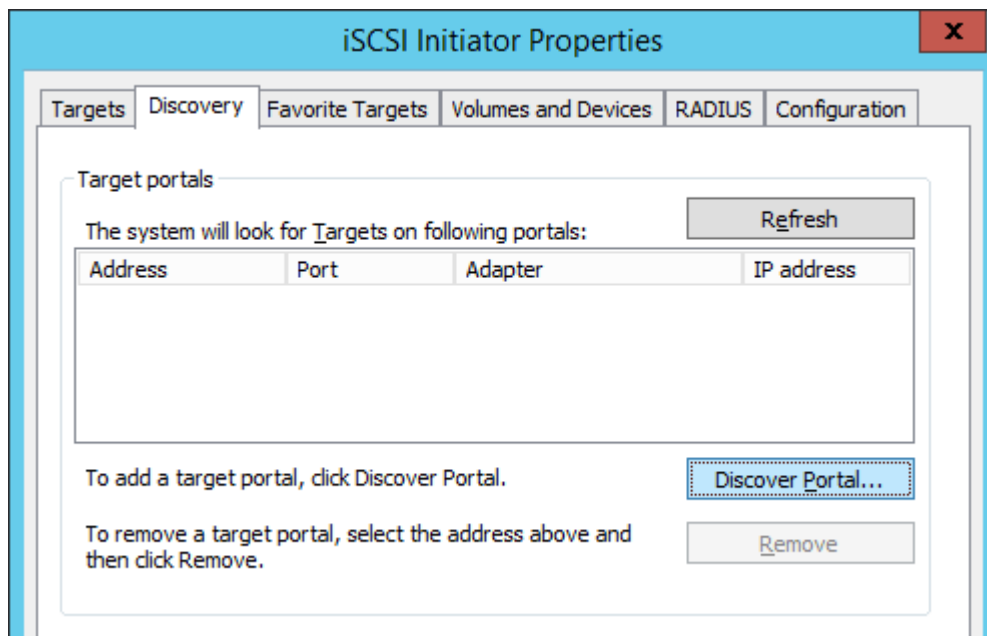 iSCSI Initiator Properties
x
Targets Discovery Favorite Targets Volumes and Devices RADIUS Configuration
Target portals
The system will look for Targets on following portals:
Refresh
Address Port Adapter IP address
To add a target portal, click Discover Portal.
Discover Portal...
To remove a target portal, select the address above and
then click Remove.
Remove